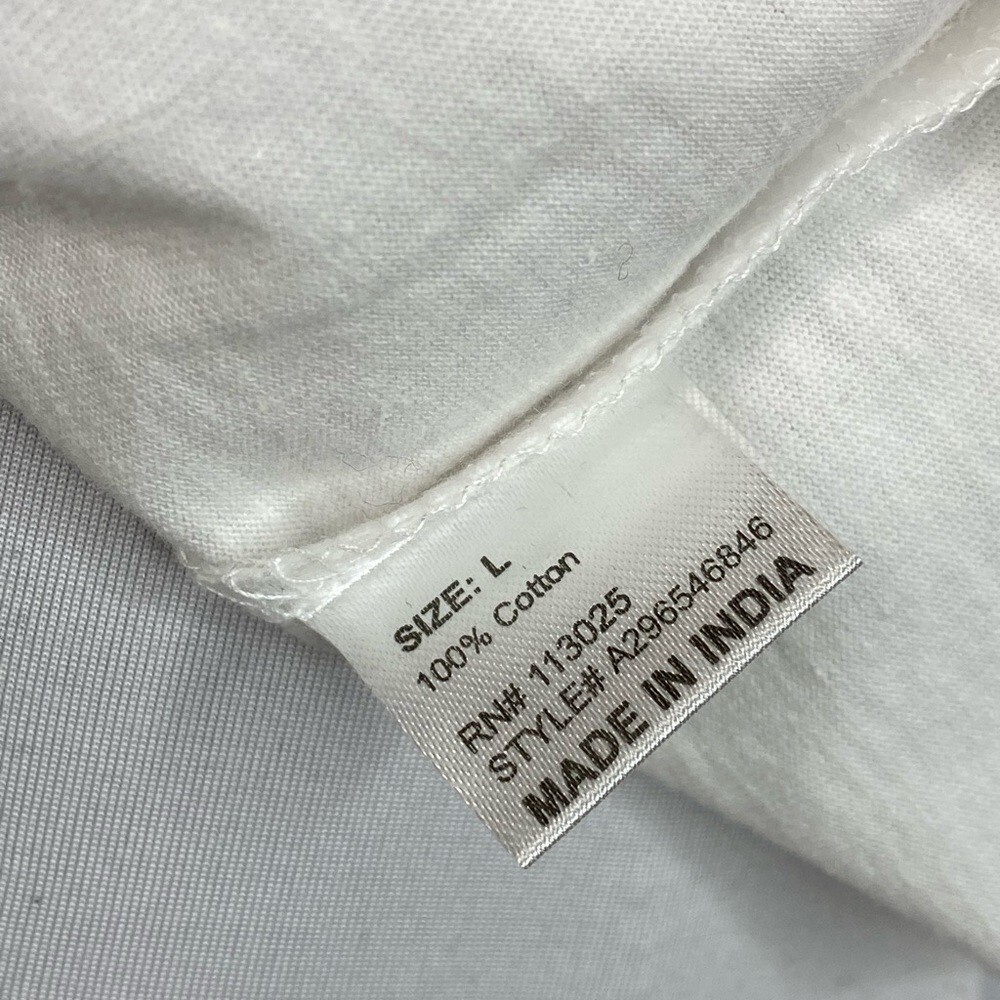 SIZE: L
100% Cotton
RN# 113025
STYLE# A296546846
MADE IN INDIA